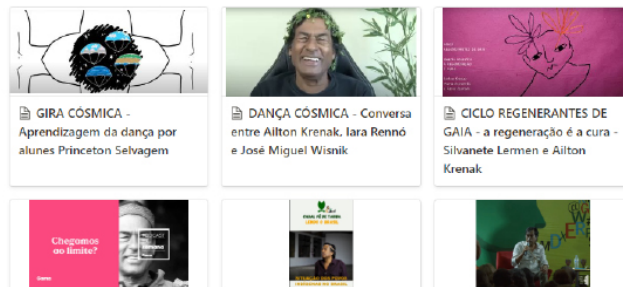 GIRA CÓSMICA -
Aprendizagem da dança por
alunes Princeton Selvagem
DANÇA CÓSMICA - Conversa
entre Ailton Krenak, Iara Rennó
e José Miguel Wisnik
CICLO REGENERANTES DE
GAIA - a regeneração é a cura -
Silvanete Lermen e Ailton
Krenak
Chegamos
ao limite?